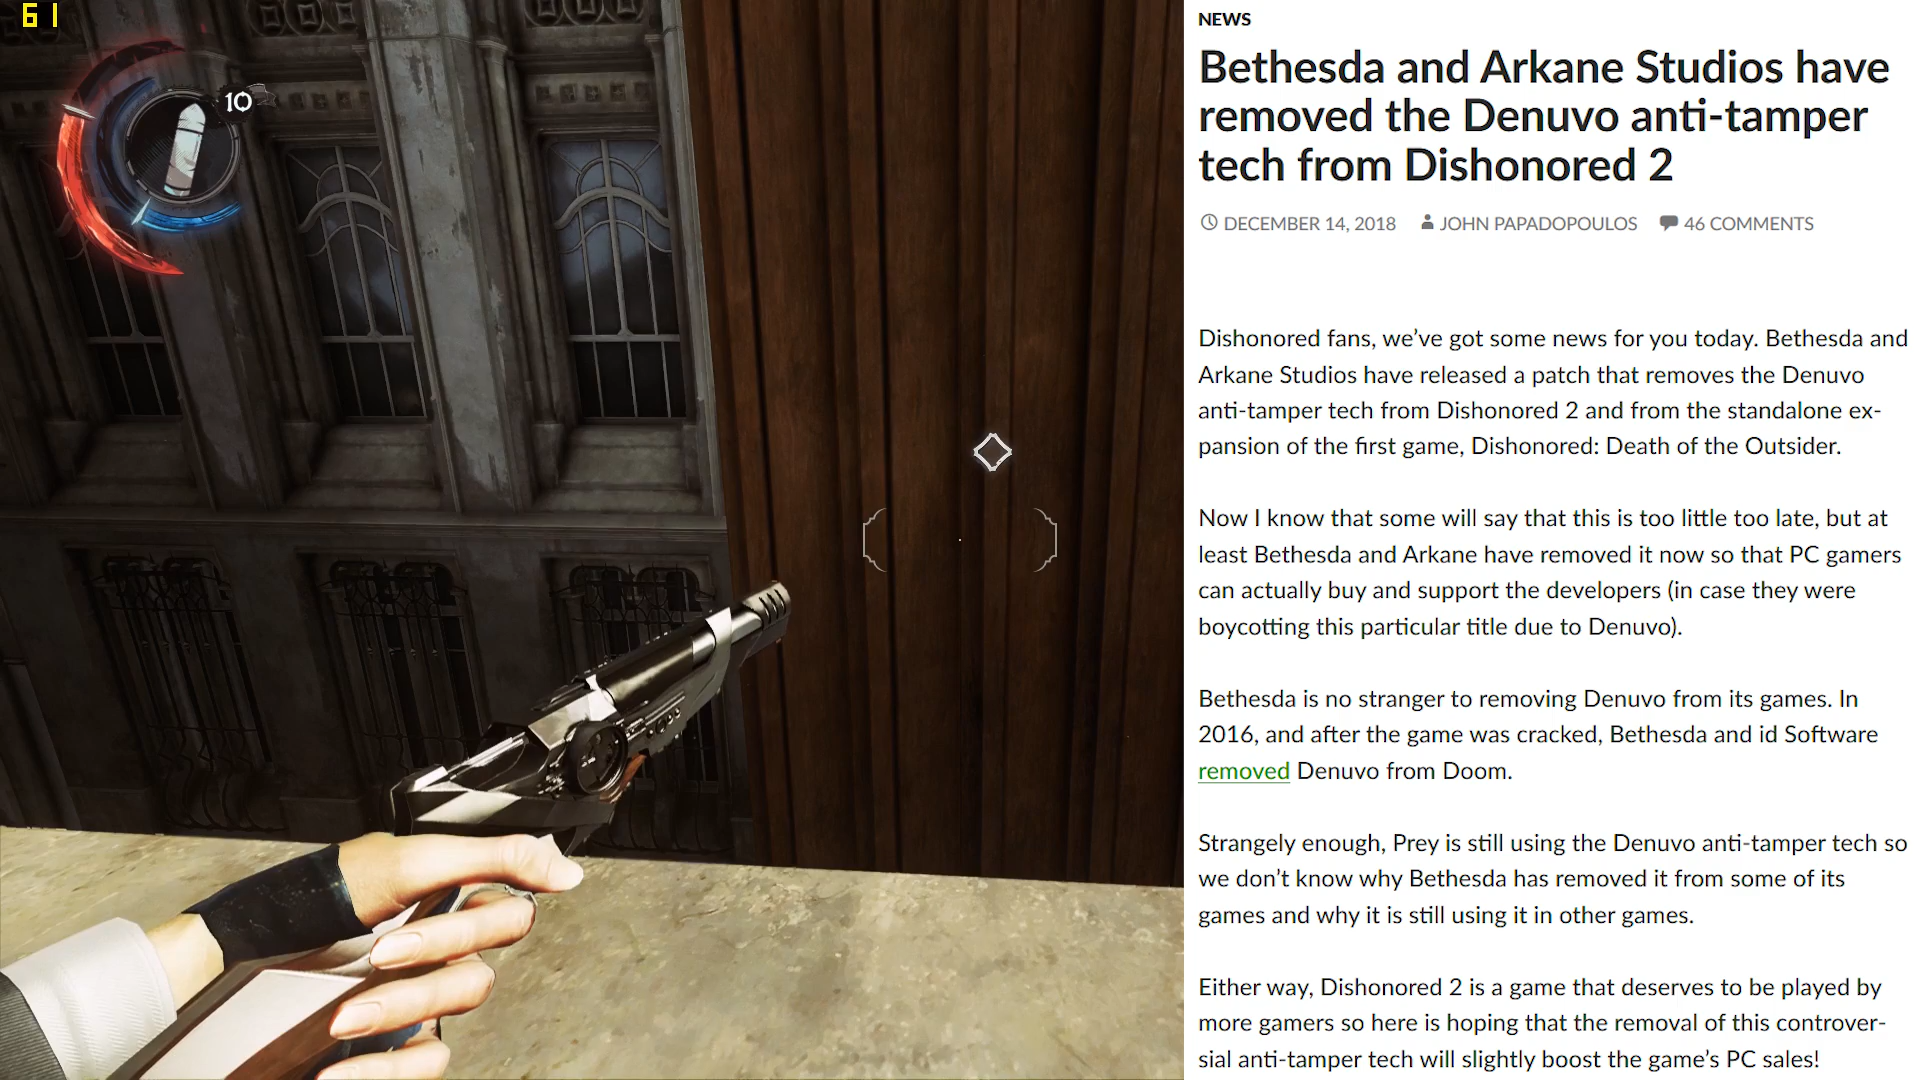 61
10
NEWS
Bethesda and Arkane Studios have
removed the Denuvo anti-tamper
tech from Dishonored 2
DECEMBER 14, 2018 JOHN PAPADOPOULOS 46 COMMENTS
Dishonored fans, we’ve got some news for you today. Bethesda and
Arkane Studios have released a patch that removes the Denuvo
anti-tamper tech from Dishonored 2 and from the standalone ex-
pansion of the first game, Dishonored: Death of the Outsider.
Now I know that some will say that this is too little too late, but at
least Bethesda and Arkane have removed it now so that PC gamers
can actually buy and support the developers (in case they were
boycotting this particular title due to Denuvo).
Bethesda is no stranger to removing Denuvo from its games. In
2016, and after the game was cracked, Bethesda and id Software
removed Denuvo from Doom.
Strangely enough, Prey is still using the Denuvo anti-tamper tech so
we don’t know why Bethesda has removed it from some of its
games and why it is still using it in other games.
Either way, Dishonored 2 is a game that deserves to be played by
more gamers so here is hoping that the removal of this controver-
sial anti-tamper tech will slightly boost the game’s PC sales!